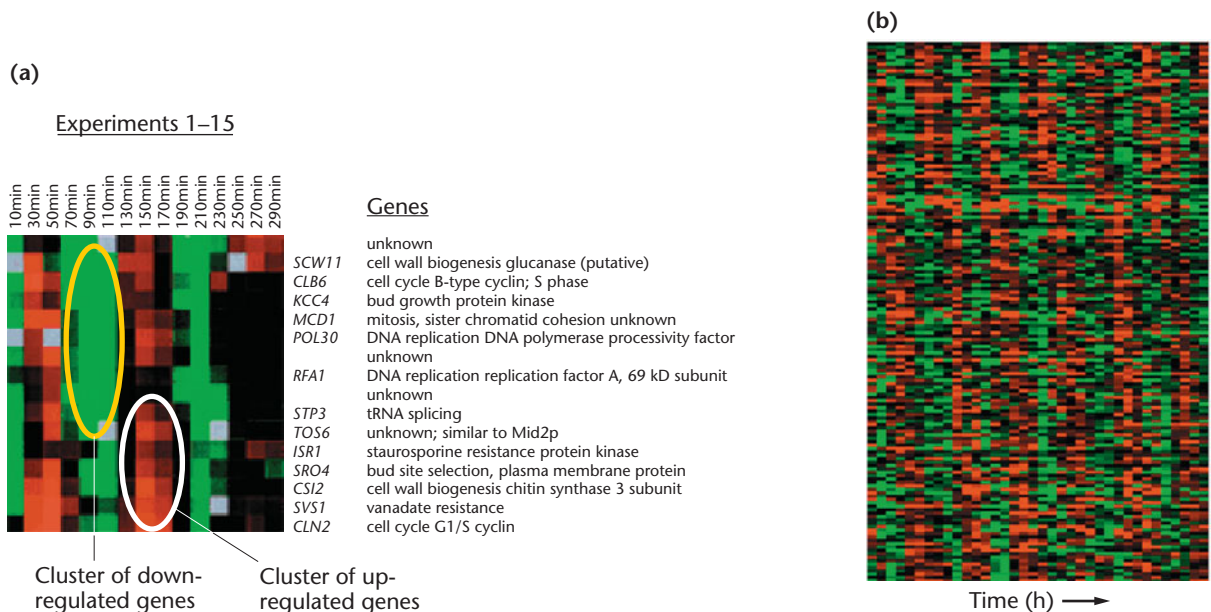 (a)
Experiments 1–15
10min
30min
50min
70min
90min
110min
130min
150min
170min
190min
210min
230min
250min
270min
290min
Genes
unknown
SCW11 cell wall biogenesis glucanase (putative)
CLB6 cell cycle B-type cyclin; S phase
KCC4 bud growth protein kinase
MCD1 mitosis, sister chromatid cohesion unknown
POL30 DNA replication DNA polymerase processivity factor
unknown
RFA1 DNA replication replication factor A, 69 kD subunit
unknown
STP3 tRNA splicing
TOS6 unknown; similar to Mid2p
ISR1 staurosporine resistance protein kinase
SRO4 bud site selection, plasma membrane protein
CSI2 cell wall biogenesis chitin synthase 3 subunit
SVS1 vanadate resistance
CLN2 cell cycle G1/S cyclin
Cluster of down-
regulated genes
Cluster of up-
regulated genes
(b)
Time (h)